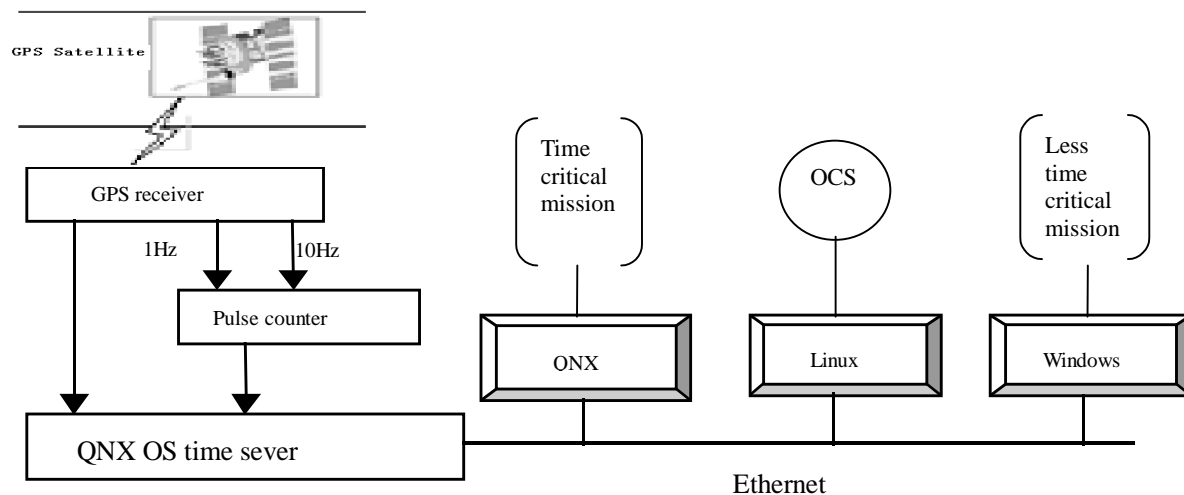 GPS Satellite
Time
critical
mission
OCS
Less
time
critical
mission
GPS receiver
1Hz
10Hz
Pulse counter
QNX
Linux
Windows
QNX OS time sever
Ethernet